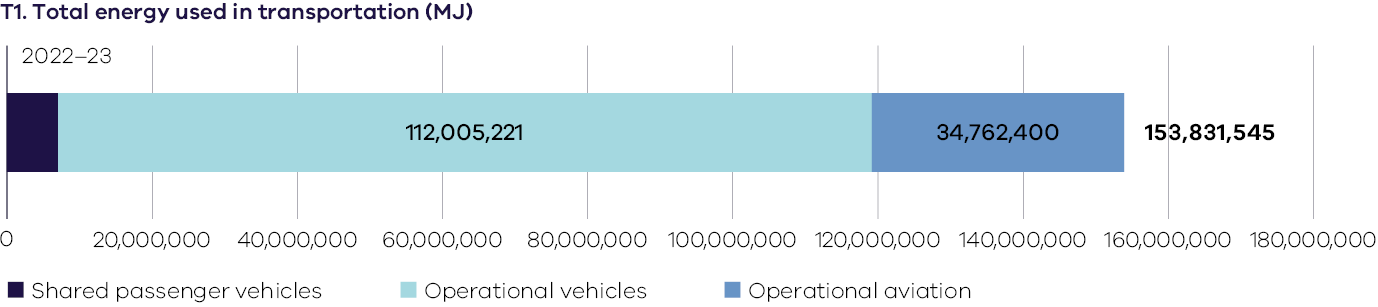 T1. Total energy used in transportation (MJ)
2022–23
112,005,221 34,762,400 153,831,545
0 20,000,000 40,000,000 60,000,000 80,000,000 100,000,000 120,000,000 140,000,000 160,000,000 180,000,000
Shared passenger vehicles Operational vehicles Operational aviation